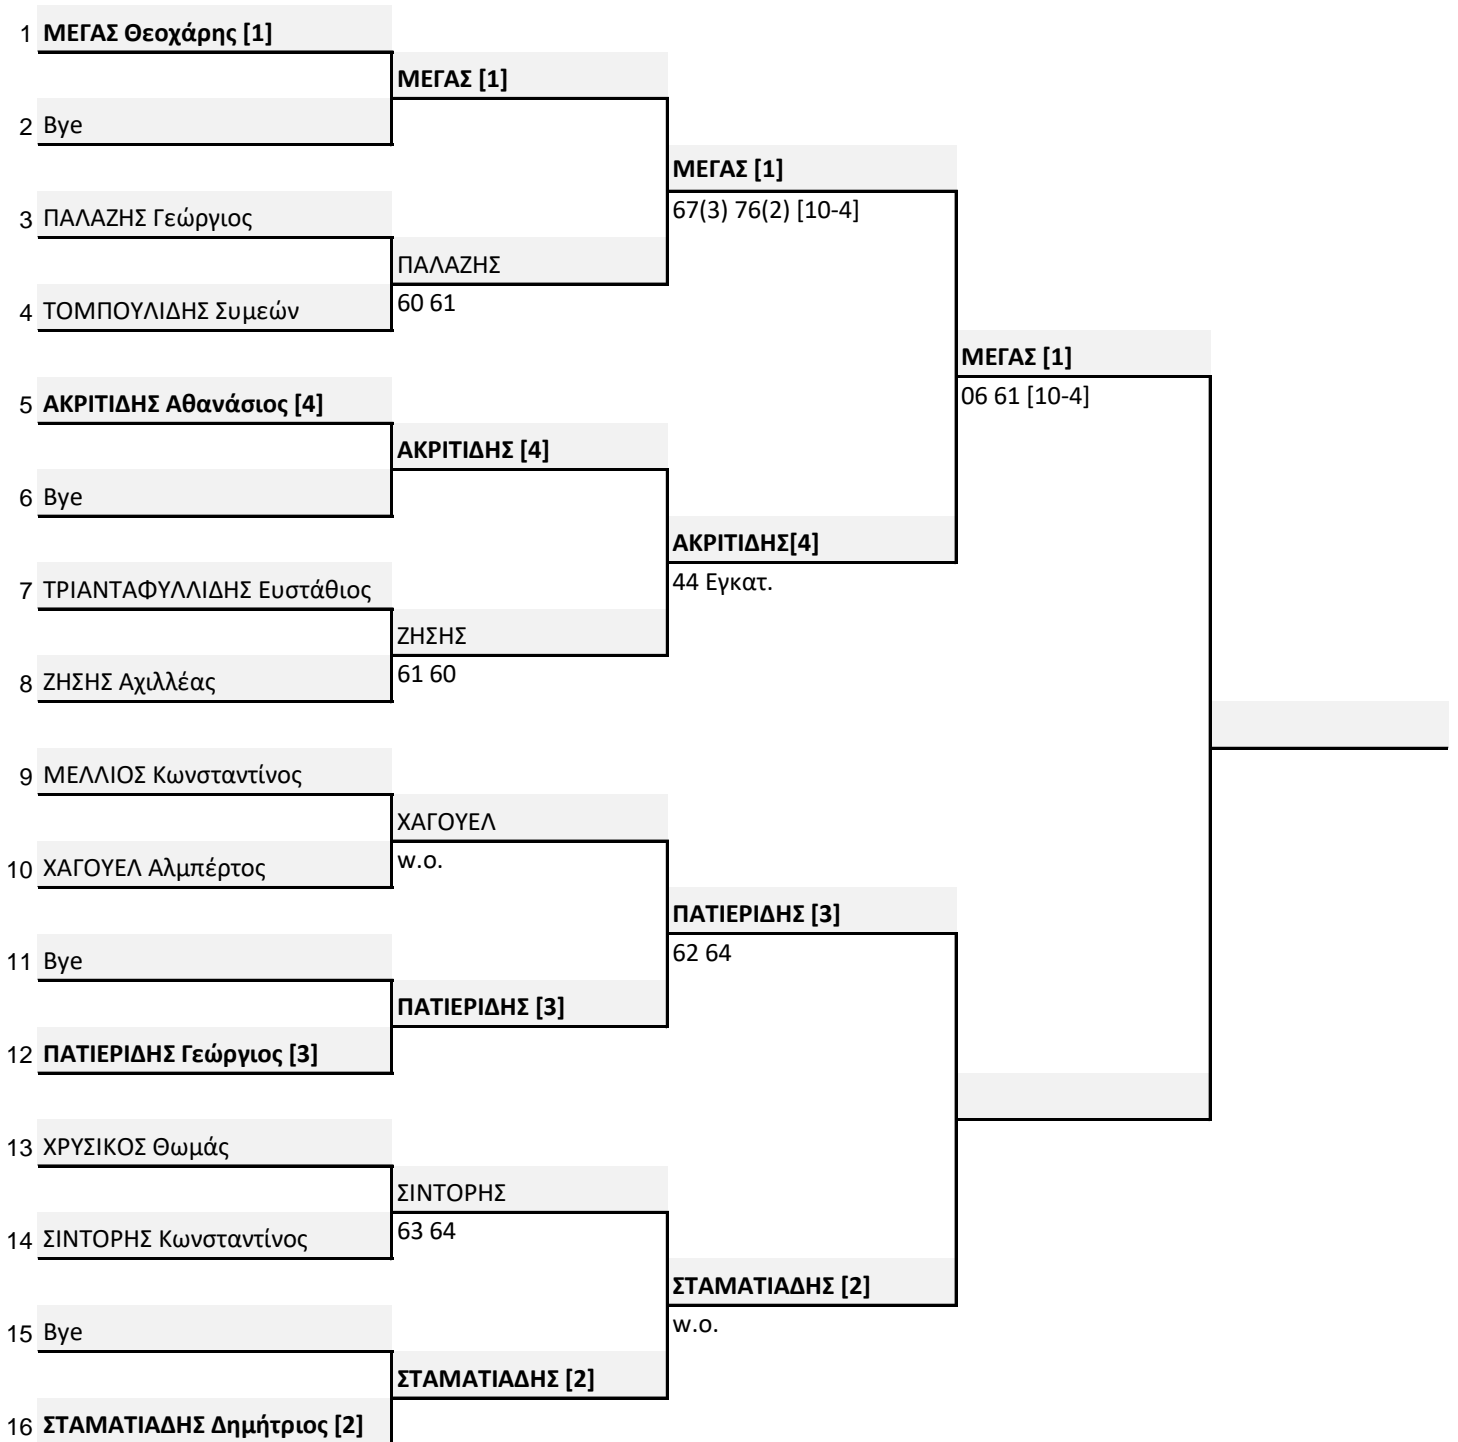 1 ΜΕΓΑΣ Θεοχάρης [1]
ΜΕΓΑΣ [1]
2 Bye
ΜΕΓΑΣ [1]
67(3) 76(2) [10-4]
3 ΠΑΛΑΖΗΣ Γεώργιος
ΠΑΛΑΖΗΣ
60 61
4 ΤΟΜΠΟΥΛΙΔΗΣ Συμεών
ΜΕΓΑΣ [1]
06 61 [10-4]
5 ΑΚΡΙΤΙΔΗΣ Αθανάσιος [4]
ΑΚΡΙΤΙΔΗΣ [4]
6 Bye
ΑΚΡΙΤΙΔΗΣ[4]
44 Εγκατ.
7 ΤΡΙΑΝΤΑΦΥΛΛΙΔΗΣ Ευστάθιος
ΖΗΣΗΣ
61 60
8 ΖΗΣΗΣ Αχιλλέας
9 ΜΕΛΛΙΟΣ Κωνσταντίνος
ΧΑΓΟΥΕΛ
w.o.
10 ΧΑΓΟΥΕΛ Αλμπέρτος
ΠΑΤΙΕΡΙΔΗΣ [3]
62 64
11 Bye
ΠΑΤΙΕΡΙΔΗΣ [3]
12 ΠΑΤΙΕΡΙΔΗΣ Γεώργιος [3]
13 ΧΡΥΣΙΚΟΣ Θωμάς
ΣΙΝΤΟΡΗΣ
63 64
14 ΣΙΝΤΟΡΗΣ Κωνσταντίνος
ΣΤΑΜΑΤΙΑΔΗΣ [2]
w.o.
15 Bye
ΣΤΑΜΑΤΙΑΔΗΣ [2]
16 ΣΤΑΜΑΤΙΑΔΗΣ Δημήτριος [2]